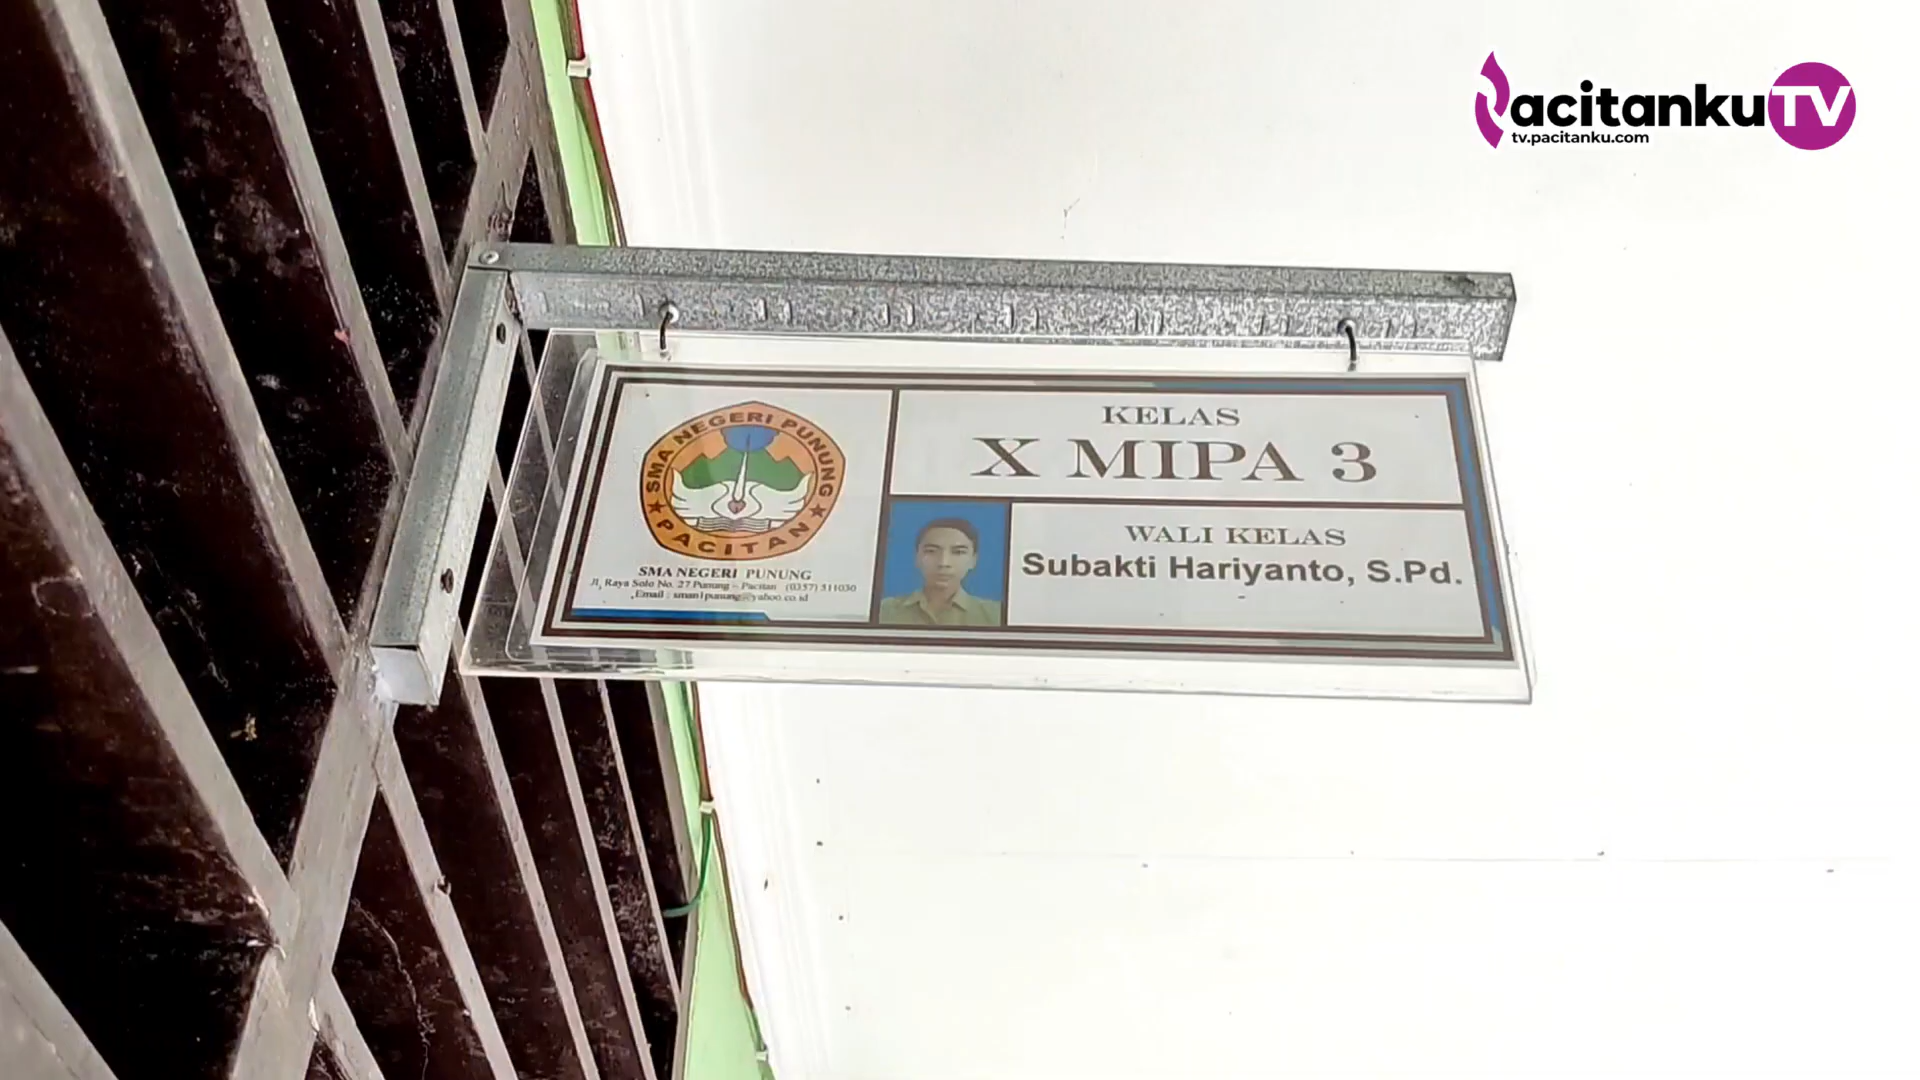 PacitankuTV
tv.pacitanku.com
SMA NEGERI PUNUNG
PACITAN
SMA NEGERI PUNUNG
Jl, Raya Solo No. 27 Punung – Pacitan (0357) 511030
,Email : sman1punung@yahoo.co.id
KELAS
X MIPA 3
WALI KELAS
Subakti Hariyanto, S.Pd.